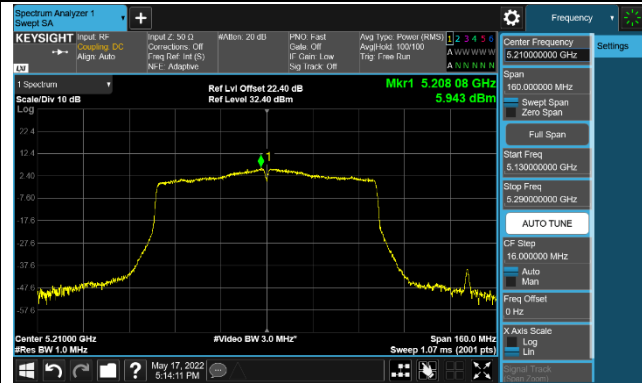 Spectrum Analyzer 1
Swept SA
Frequency
KEYSIGHT
Input: RF
Coupling: DC
Align: Auto
Input Z: 50 Ω
Corrections: Off
Freq Ref: Int (S)
NFE: Adaptive
#Atten: 20 dB
PNO: Fast
Gate: Off
IF Gain: Low
Sig Track: Off
Avg Type: Power (RMS)
Avg|Hold: 100/100
Trig: Free Run
1 2 3 4 5 6
A W W W W W
A N N N N N
LXI
1 Spectrum
Scale/Div 10 dB
Log
Ref Lvl Offset 22.40 dB
Ref Level 32.40 dBm
Mkr1 5.208 08 GHz
5.943 dBm
22.4
12.4
2.40
-7.60
-17.6
-27.6
-37.6
-47.6
-57.6
1
Center 5.21000 GHz
#Res BW 1.0 MHz
#Video BW 3.0 MHz*
Span 160.0 MHz
Sweep 1.07 ms (2001 pts)
Center Frequency
5.210000000 GHz
Settings
Span
160.000000 MHz
Swept Span
Zero Span
Full Span
Start Freq
5.130000000 GHz
Stop Freq
5.290000000 GHz
AUTO TUNE
CF Step
16.000000 MHz
Auto
Man
Freq Offset
0 Hz
X Axis Scale
Log
Lin
Signal Track
(Span Zoom)
May 17, 2022
5:14:11 PM